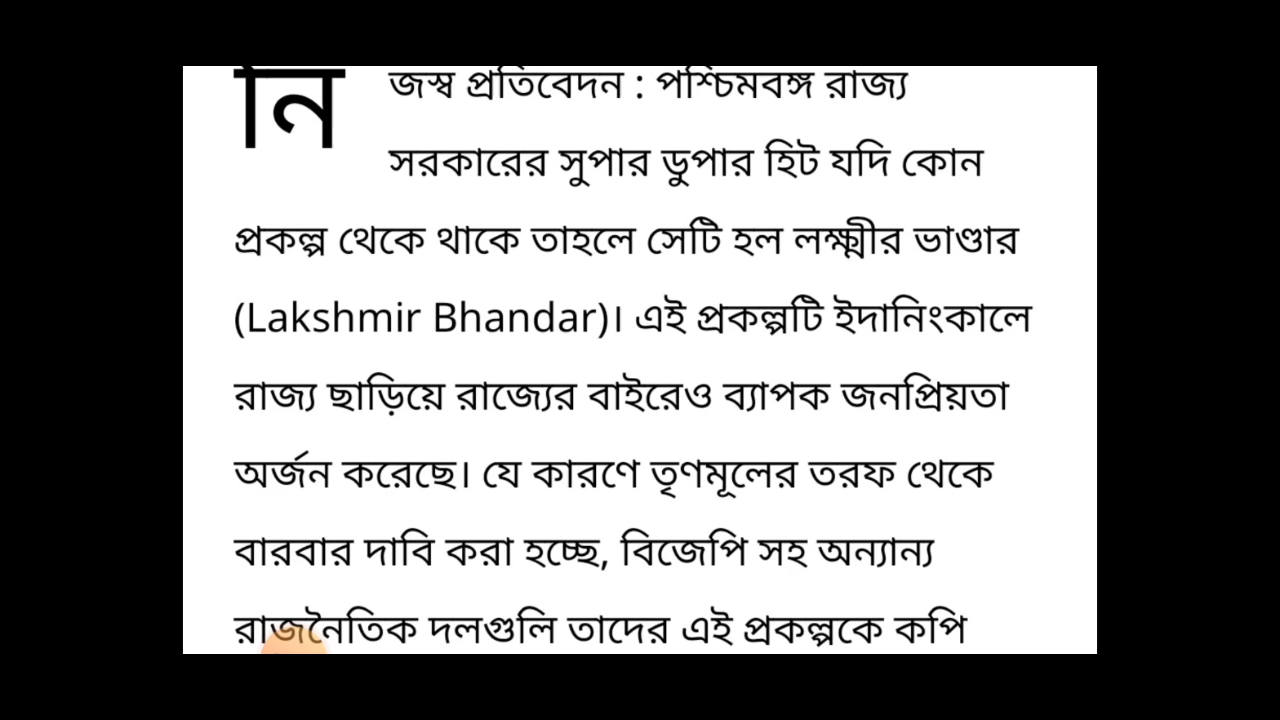 নিজস্ব প্রতিবেদন : পশ্চিমবঙ্গ রাজ্য
সরকারের সুপার ডুপার হিট যদি কোন
প্রকল্প থেকে থাকে তাহলে সেটি হল লক্ষ্মীর ভাণ্ডার
(Lakshmir Bhandar)। এই প্রকল্পটি ইদানিংকালে
রাজ্য ছাড়িয়ে রাজ্যের বাইরেও ব্যাপক জনপ্রিয়তা
অর্জন করেছে। যে কারণে তৃণমূলের তরফ থেকে
বারবার দাবি করা হচ্ছে, বিজেপি সহ অন্যান্য
রাজনৈতিক দলগুলি তাদের এই প্রকল্পকে কপি